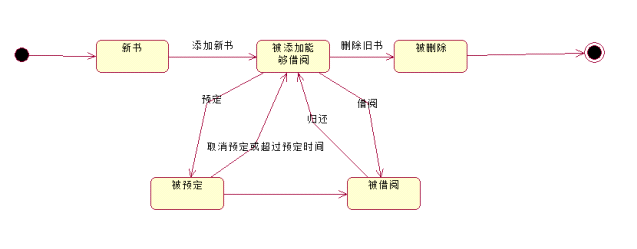 新书
添加新书
被添加能
够借阅
删除旧书
被删除
预定
借阅
归还
取消预定或超过预定时间
被预定
被借阅